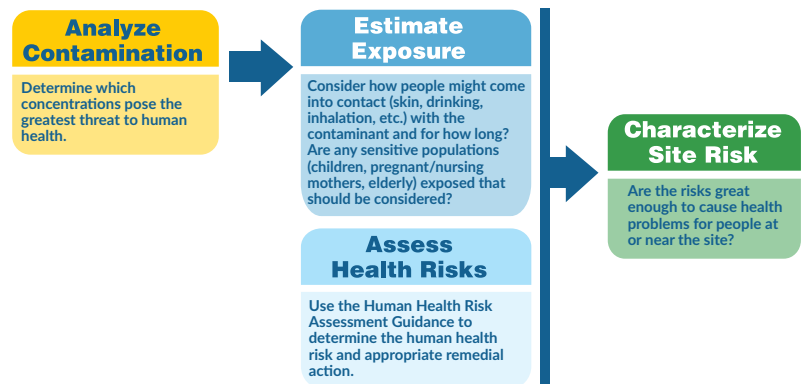 Analyze
Contamination
Determine which
concentrations pose the
greatest threat to human
health.
Estimate
Exposure
Consider how people might come
into contact (skin, drinking,
inhalation, etc.) with the
contaminant and for how long?
Are any sensitive populations
(children, pregnant/nursing
mothers, elderly) exposed that
should be considered?
Assess
Health Risks
Use the Human Health Risk
Assessment Guidance to
determine the human health
risk and appropriate remedial
action.
Characterize
Site Risk
Are the risks great
enough to cause health
problems for people at
or near the site?